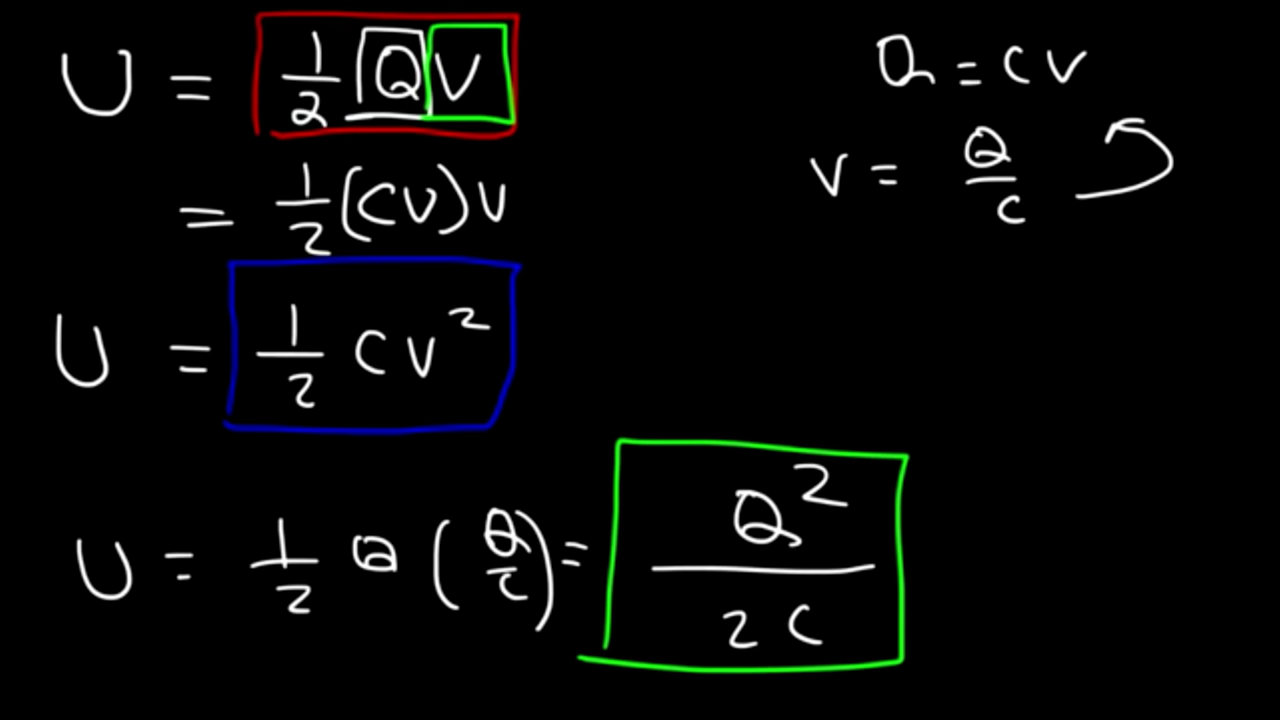 U = 1/2 QV
= 1/2 (CV)V
U = 1/2 CV²
U = 1/2 Q (Q/C) = Q²/2C
Q = CV
V = Q/C